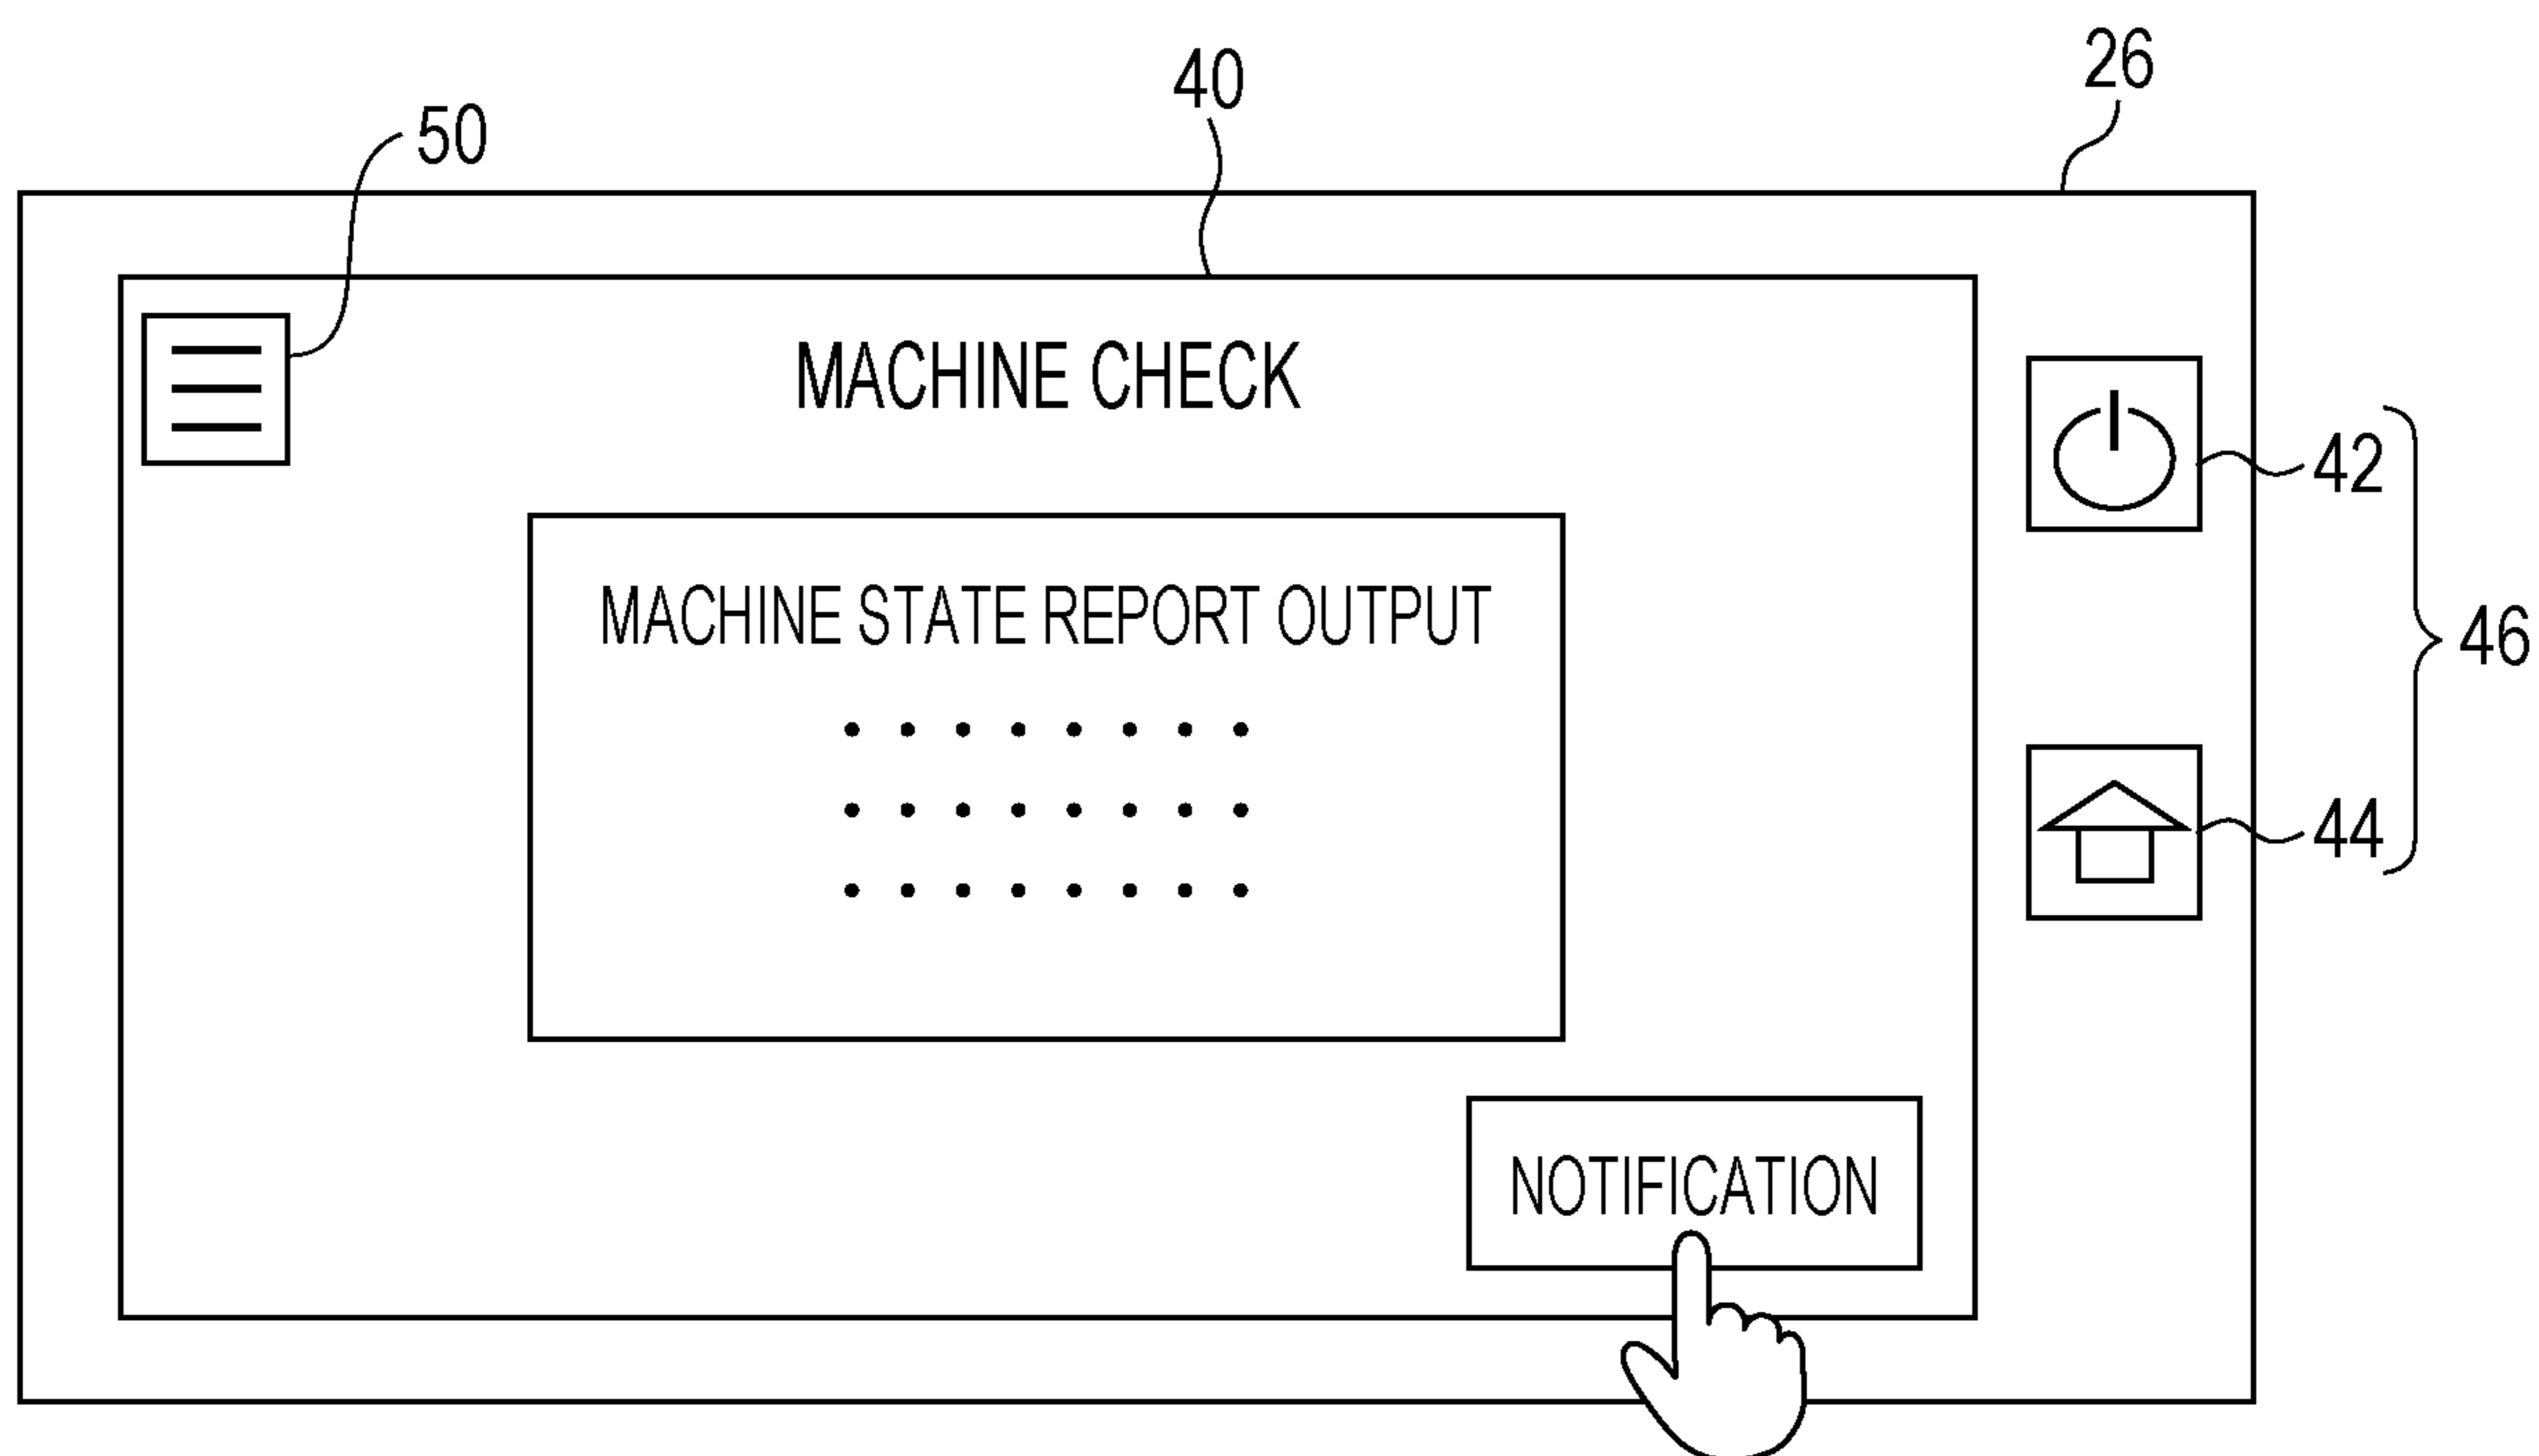 26
40
50
MACHINE CHECK
42
MACHINE STATE REPORT OUTPUT
46
44
NOTIFICATION